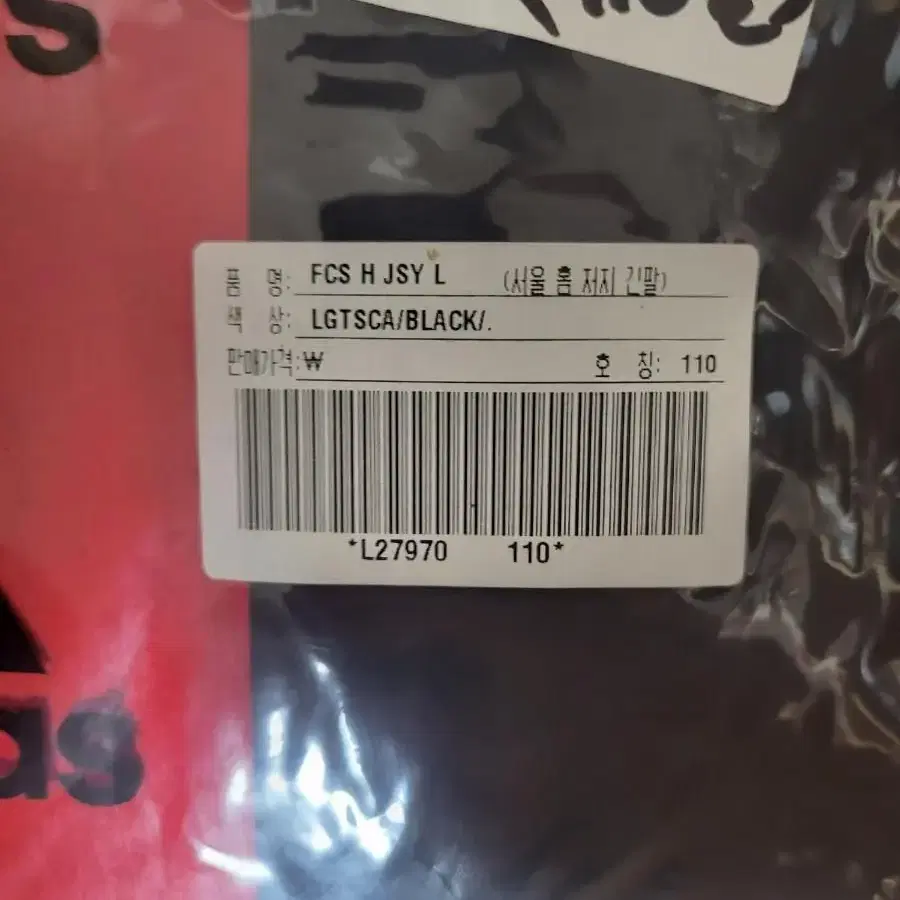 s
품 명: FCS H JSY L (서울 홈 저지 긴팔)
색 상: LGTSCA/BLACK/.
판매가격:₩ 호 칭: 110
*L27970 110*
as